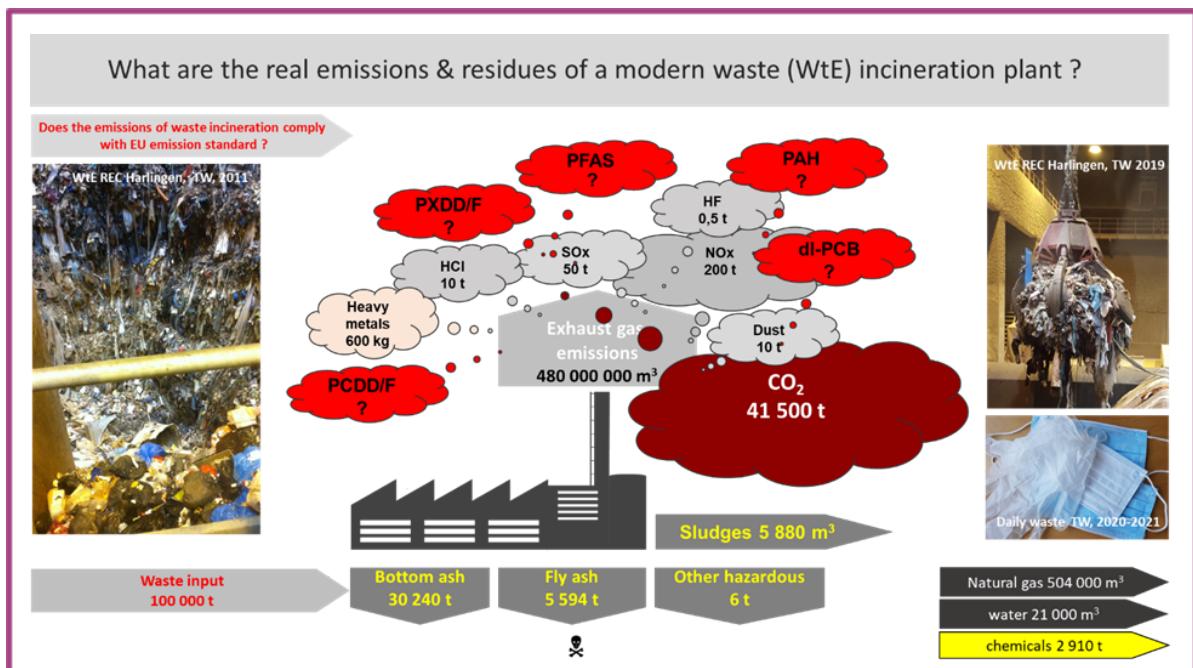 What are the real emissions & residues of a modern waste (WtE) incineration plant ?
Does the emissions of waste incineration comply
with EU emission standard ?
WtE REC Harlingen, TW, 2011
PFAS
?
PAH
?
WtE REC Harlingen, TW 2019
PXDD/F
?
HF
0,5 t
SOx
50 t
NOx
200 t
dl-PCB
?
HCl
10 t
Heavy
metals
600 kg
Exhaust gas
emissions
480 000 000 m³
Dust
10 t
PCDD/F
?
CO₂
41 500 t
Sludges 5 880 m³
Daily waste TW, 2020-2021
Waste input
100 000 t
Bottom ash
30 240 t
Fly ash
5 594 t
Other hazardous
6 t
Natural gas 504 000 m³
water 21 000 m³
chemicals 2 910 t